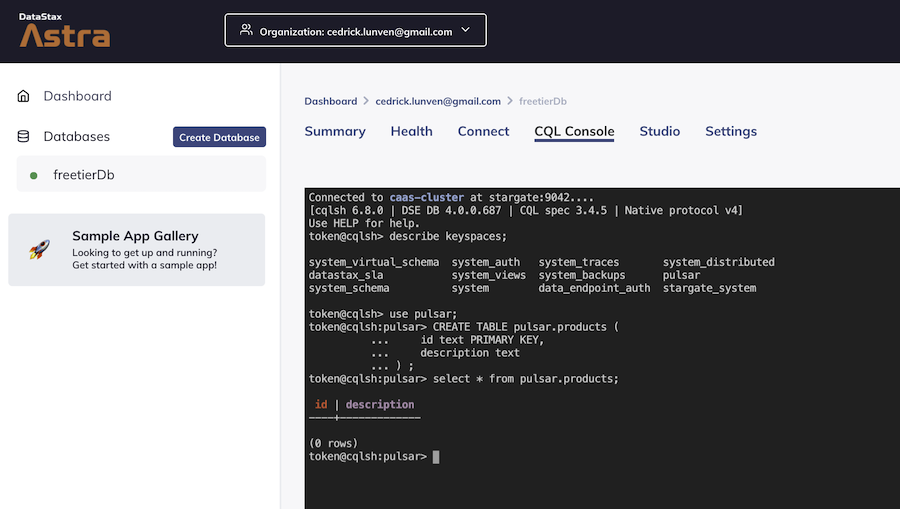 DataStax
Astra
Organization: cedrick.lunven@gmail.com
Dashboard
Databases
Create Database
freetierDb
Sample App Gallery
Looking to get up and running?
Get started with a sample app!
Dashboard > cedrick.lunven@gmail.com > freetierDb
Summary Health Connect CQL Console Studio Settings
Connected to caas-cluster at stargate:9042....
[cqlsh 6.8.0 | DSE DB 4.0.0.687 | CQL spec 3.4.5 | Native protocol v4]
Use HELP for help.
token@cqlsh> describe keyspaces;
system_virtual_schema system_auth system_traces system_distributed
datastax_sla system_views system_backups pulsar
system_schema system data_endpoint_auth stargate_system
token@cqlsh> use pulsar;
token@cqlsh:pulsar> CREATE TABLE pulsar.products (
... id text PRIMARY KEY,
... description text
... ) ;
token@cqlsh:pulsar> select * from pulsar.products;
id | description
----+-------------
(0 rows)
token@cqlsh:pulsar>